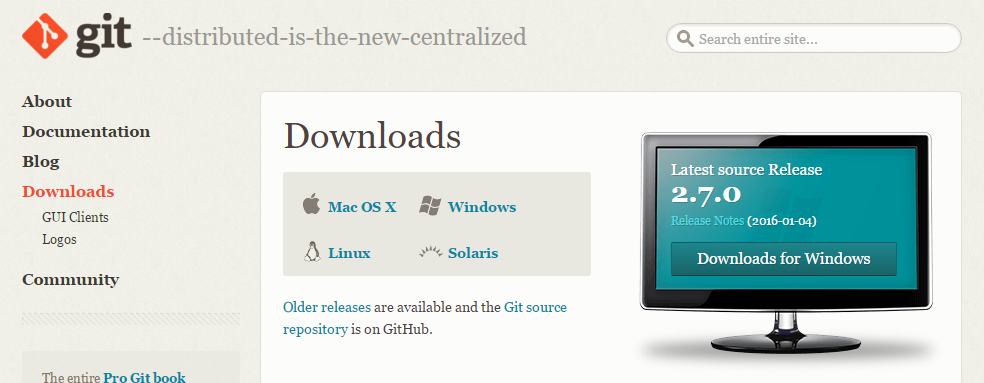 git --distributed-is-the-new-centralized
Search entire site...
About
Documentation
Blog
Downloads
GUI Clients
Logos
Community
The entire Pro Git book
Downloads
Mac OS X
Windows
Linux
Solaris
Older releases are available and the Git source
repository is on GitHub.
Latest source Release
2.7.0
Release Notes (2016-01-04)
Downloads for Windows